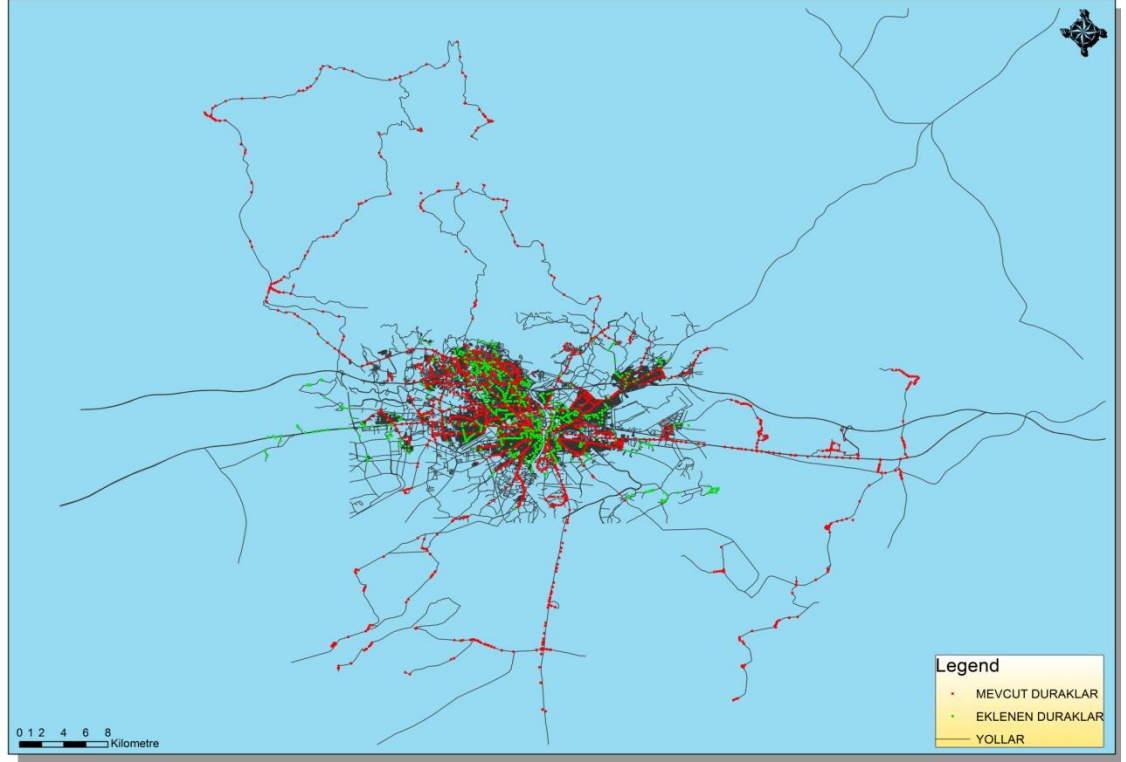 Legend
MEVCUT DURAKLAR
EKLENEN DURAKLAR
YOLLAR
0 1 2 4 6 8
Kilometre